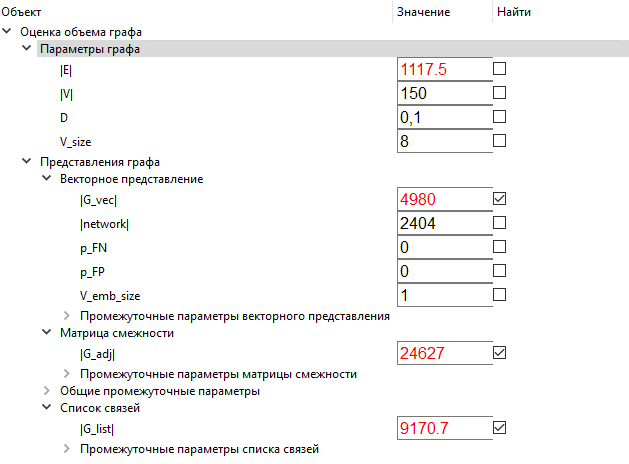 Объект Значение Найти
Оценка объема графа
Параметры графа
|E| 1117.5
|V| 150
D 0,1
V_size 8
Представления графа
Векторное представление
|G_vec| 4980
|network| 2404
p_FN 0
p_FP 0
V_emb_size 1
Промежуточные параметры векторного представления
Матрица смежности
|G_adj| 24627
Промежуточные параметры матрицы смежности
Общие промежуточные параметры
Список связей
|G_list| 9170.7
Промежуточные параметры списка связей